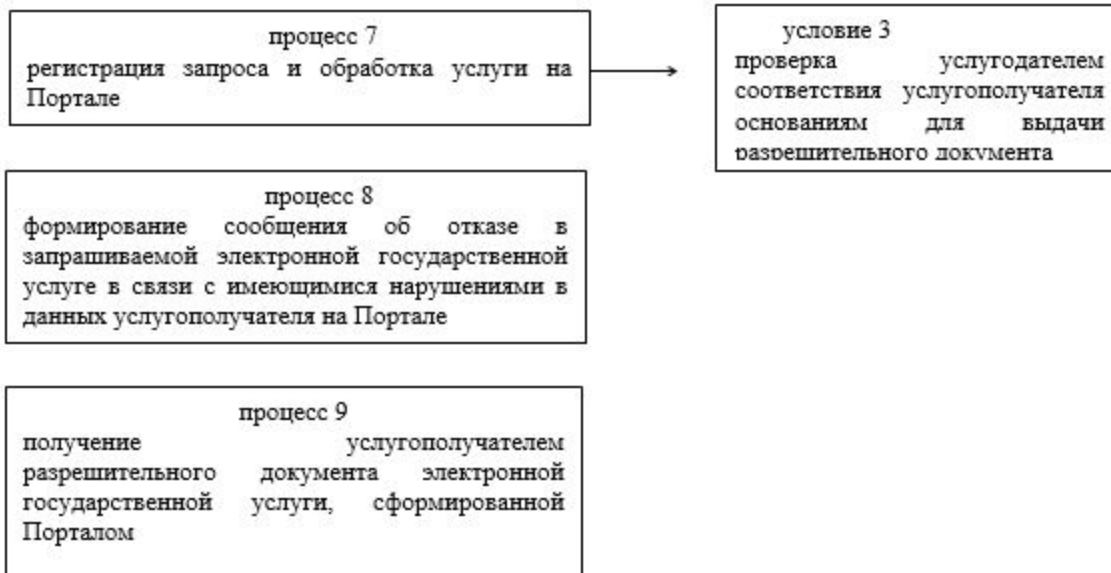 процесс 7
регистрация запроса и обработка услуги на
Портале
условие 3
проверка услугодателем
соответствия услугополучателя
основаниям для выдачи
разрешительного документа
процесс 8
формирование сообщения об отказе в
запрашиваемой электронной государственной
услуге в связи с имеющимися нарушениями в
данных услугополучателя на Портале
процесс 9
получение услугополучателем
разрешительного документа электронной
государственной услуги, сформированной
Порталом